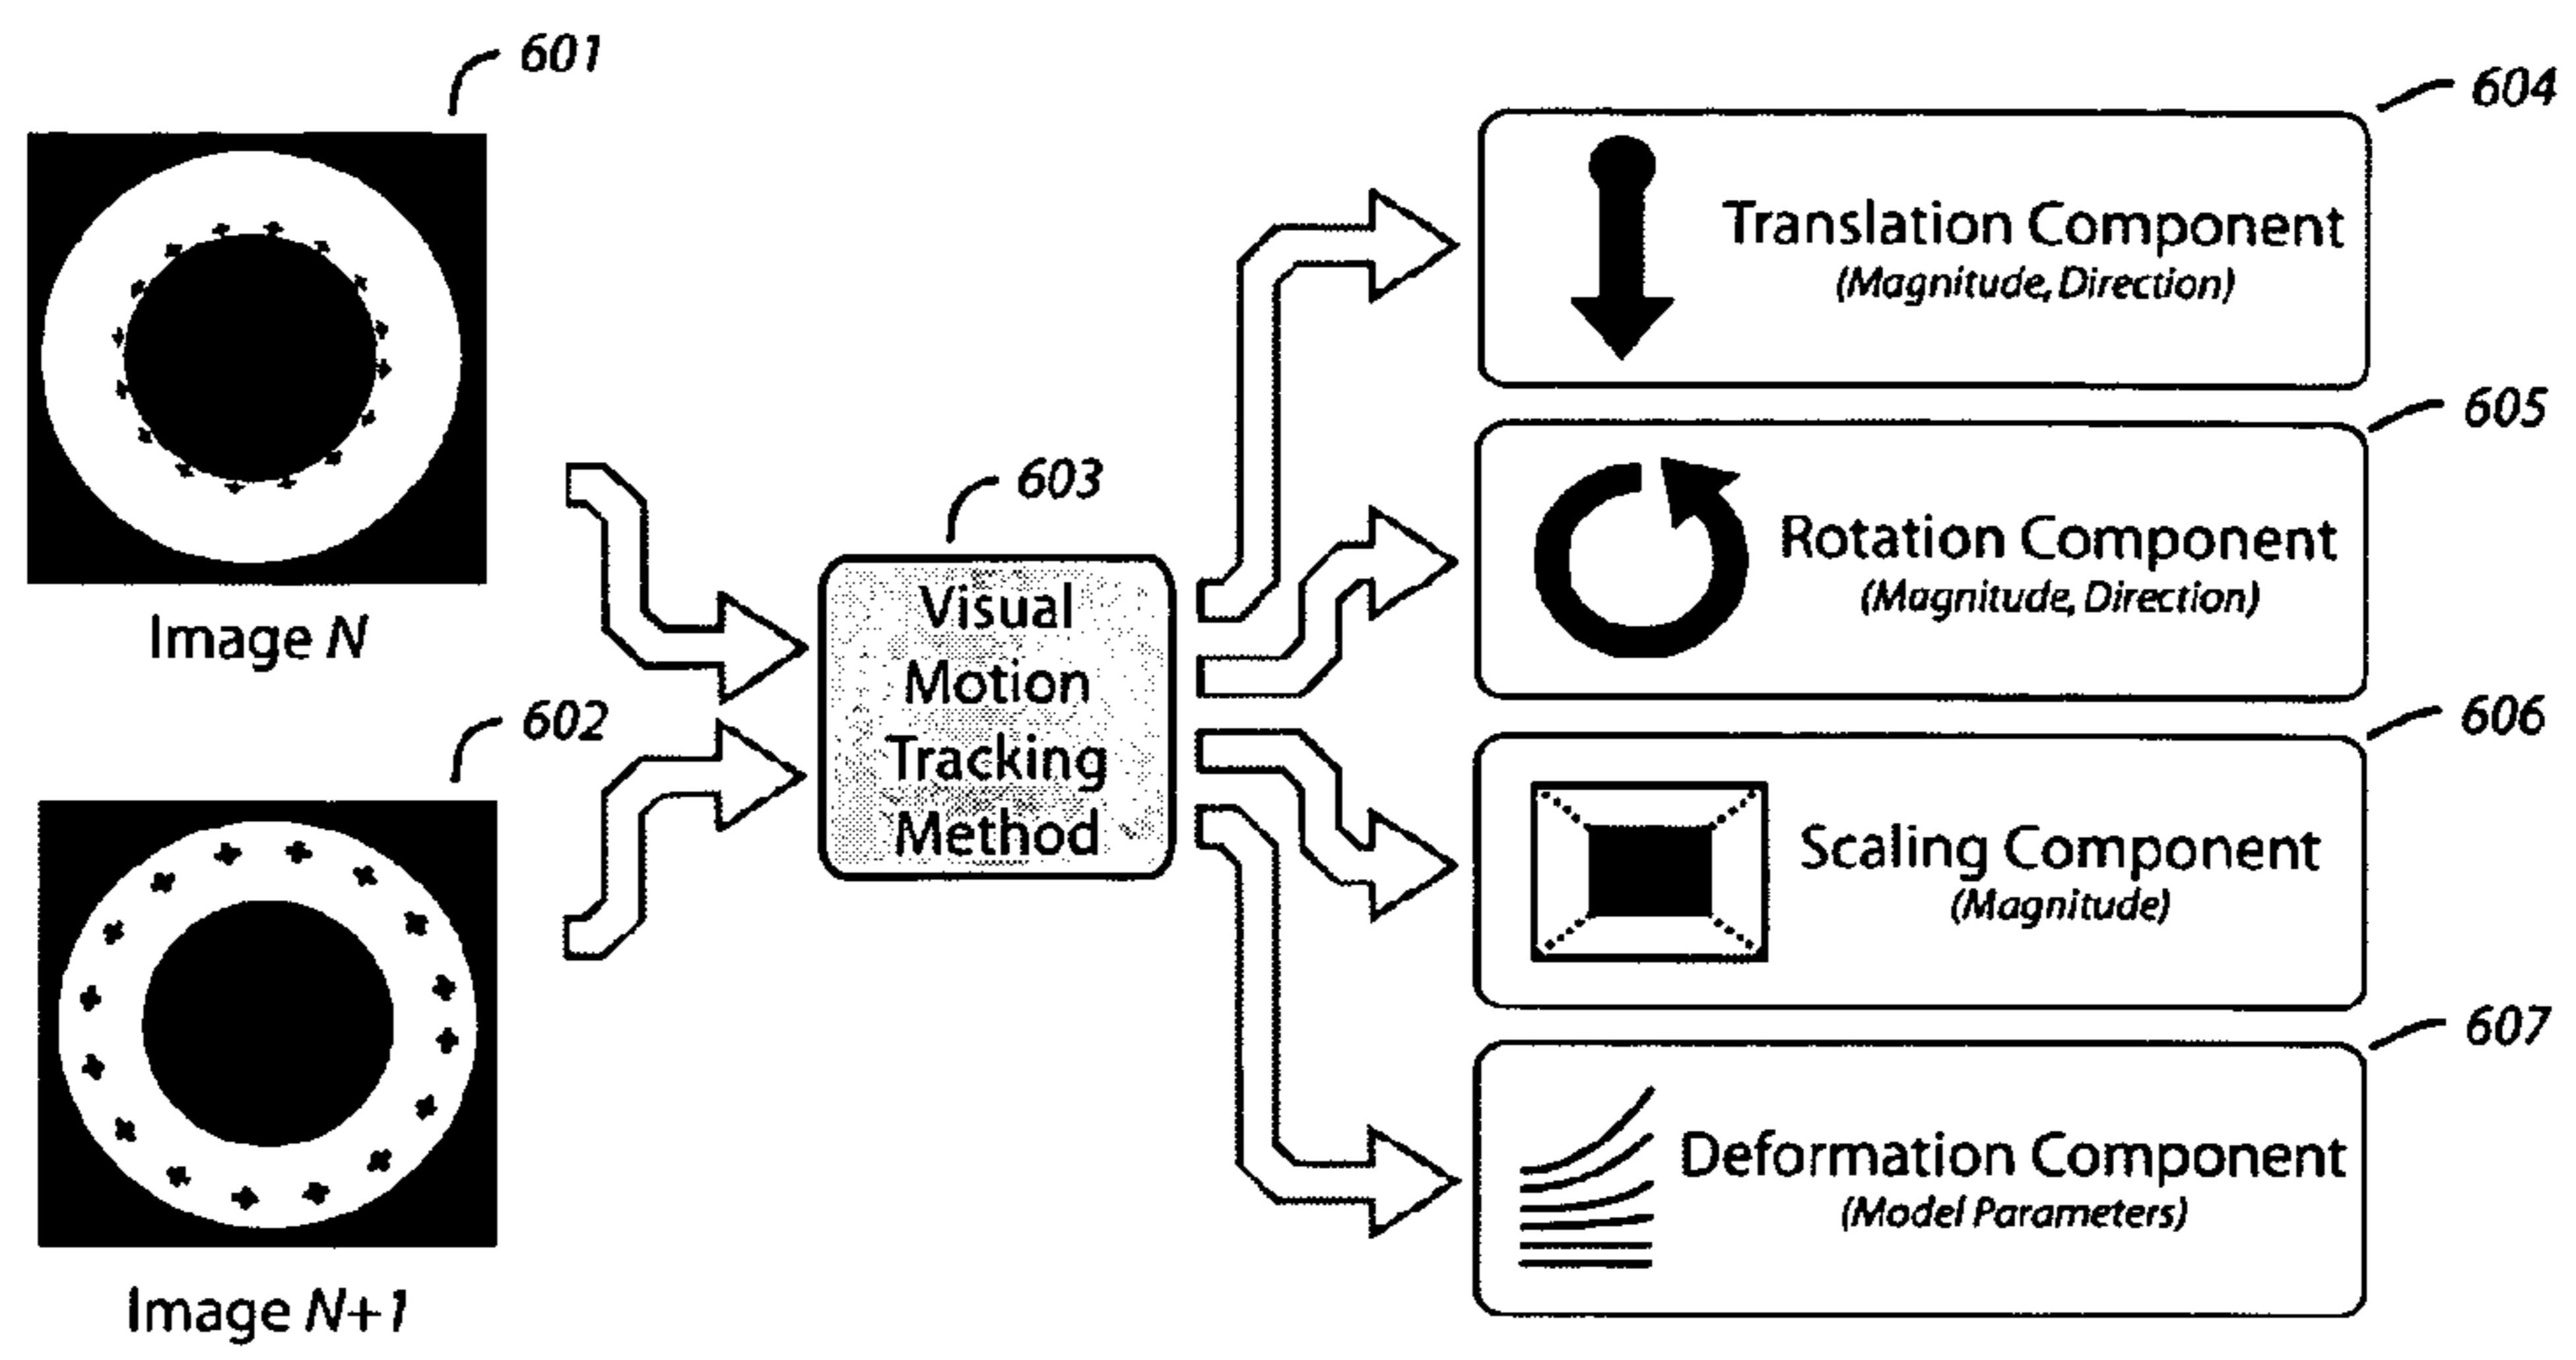 601
Image N
602
Image N+1
603
Visual
Motion
Tracking
Method
604
Translation Component
(Magnitude, Direction)
605
Rotation Component
(Magnitude, Direction)
606
Scaling Component
(Magnitude)
607
Deformation Component
(Model Parameters)